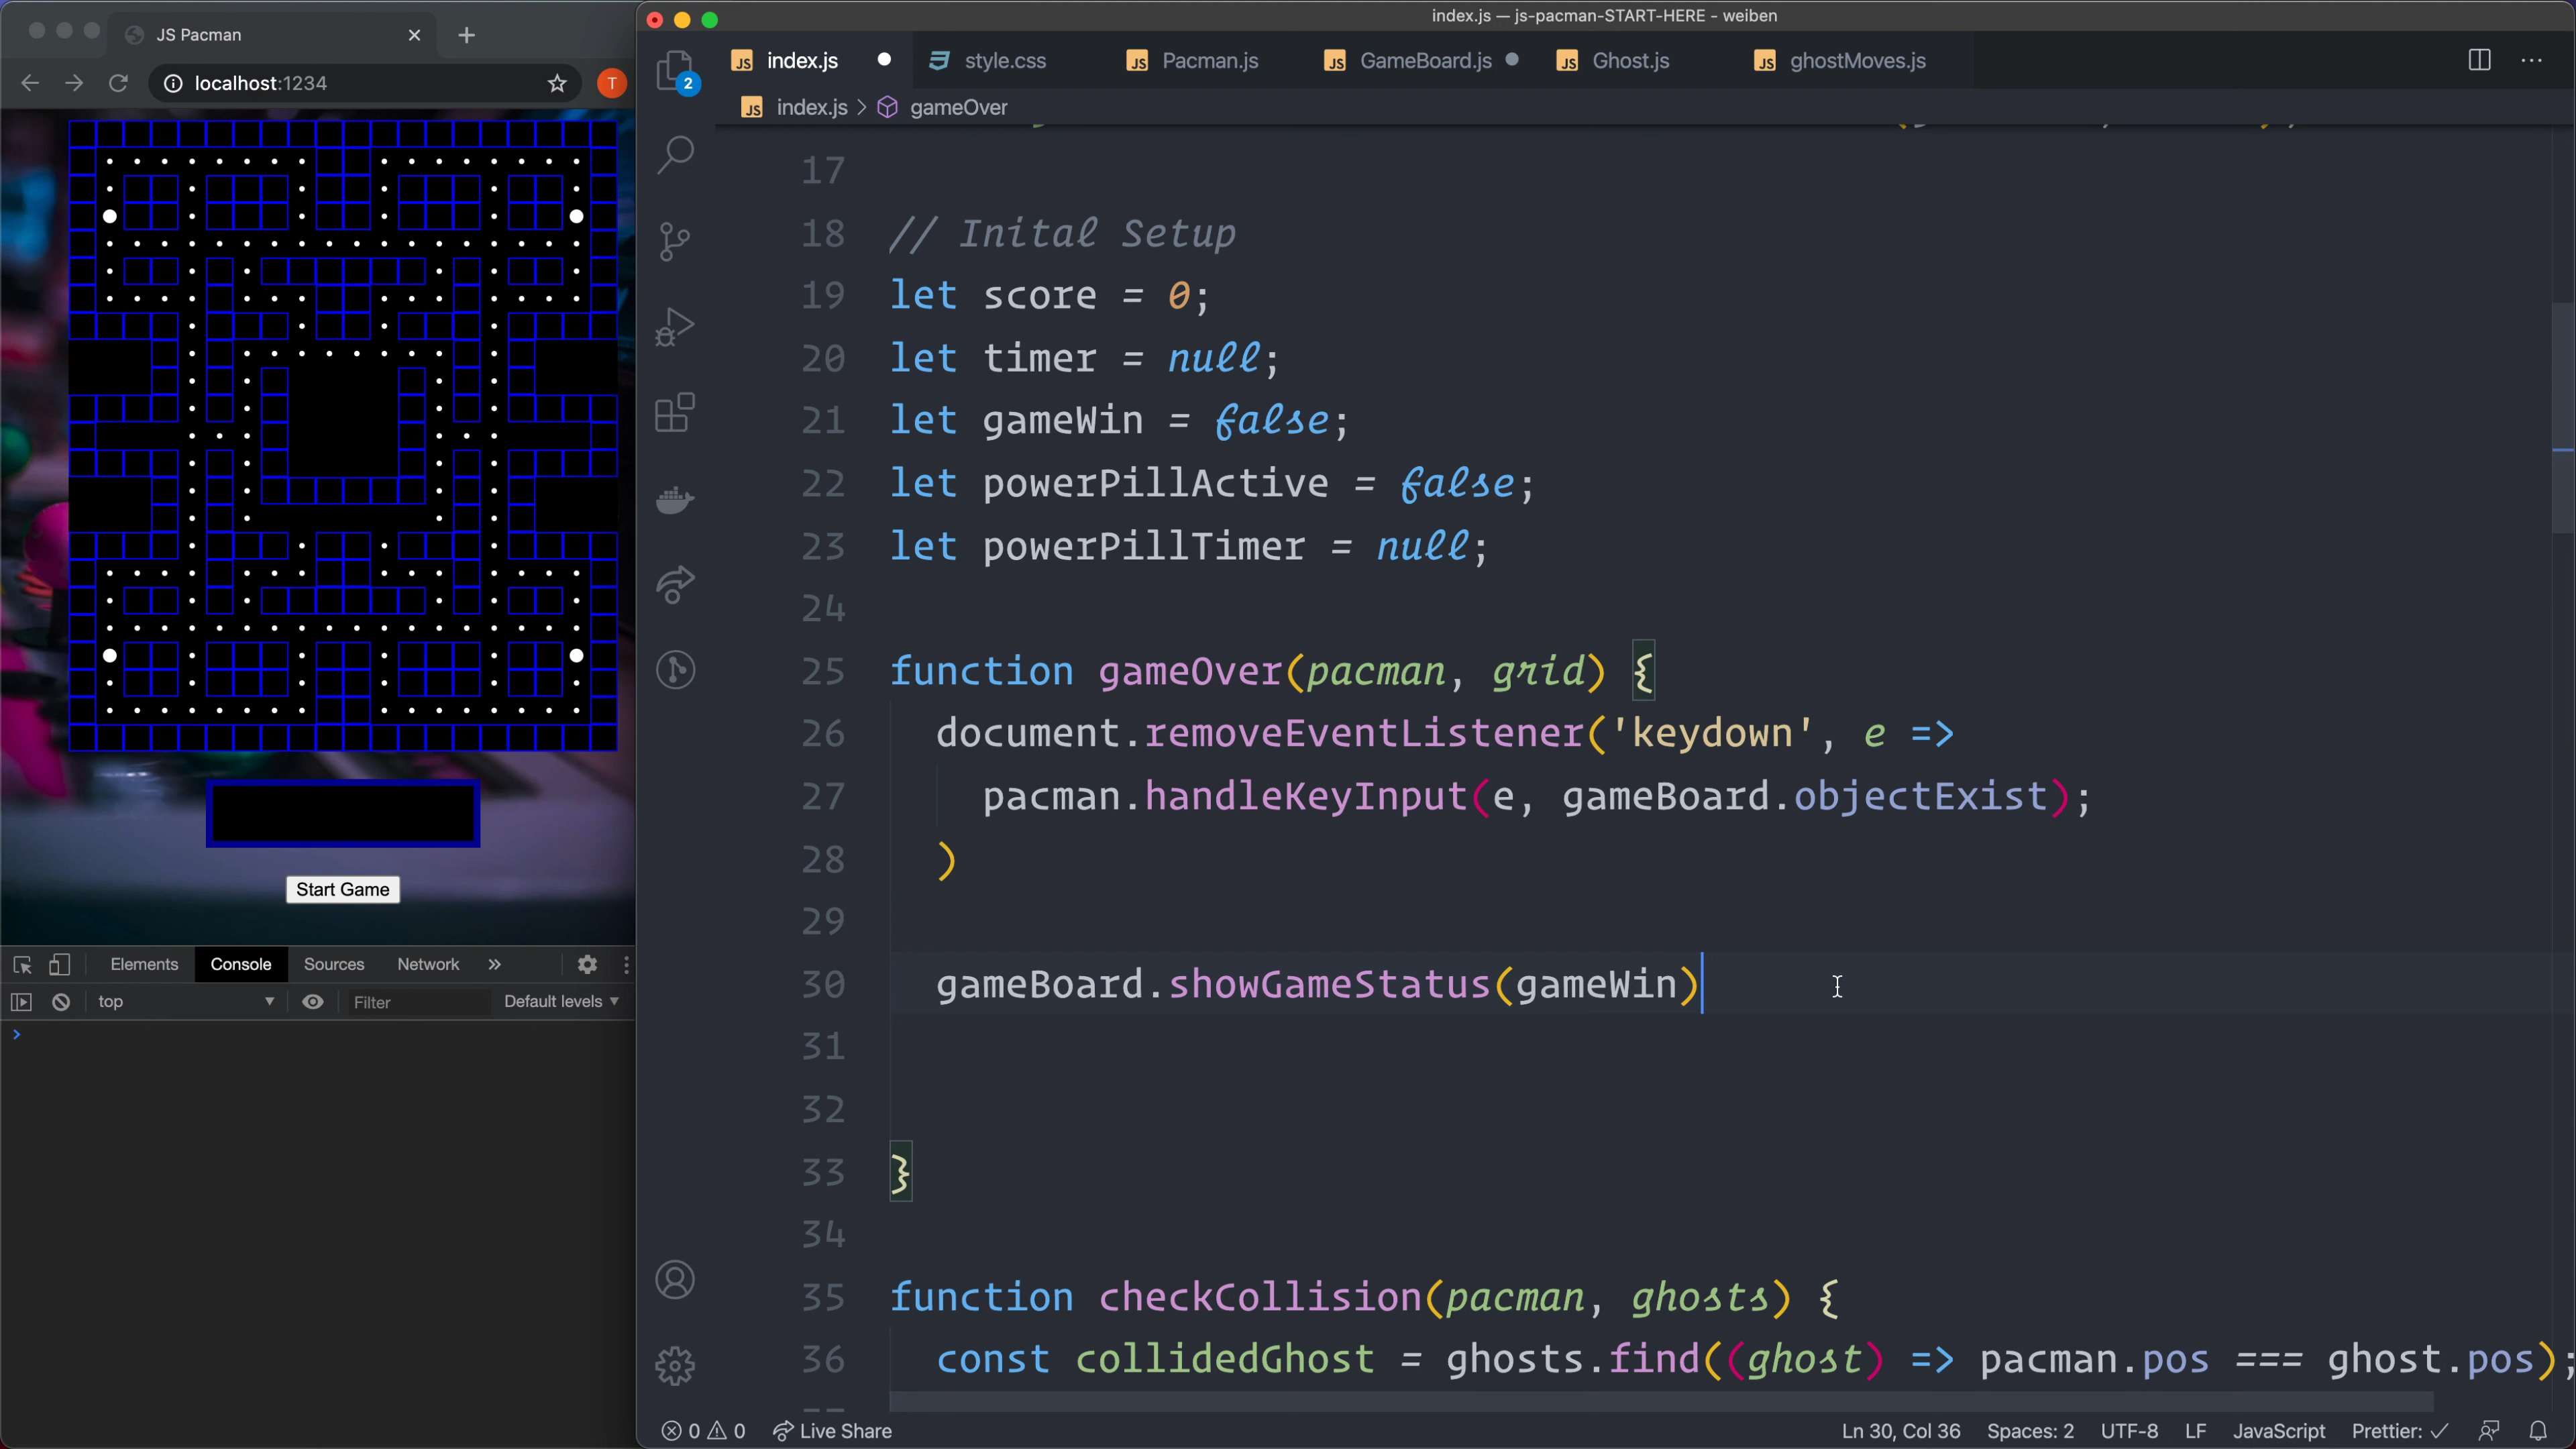 JS Pacman
localhost:1234
T
Start Game
Elements Console Sources Network »
top Filter Default levels
index.js — js-pacman-START-HERE - weiben
2
JS index.js style.css JS Pacman.js JS GameBoard.js JS Ghost.js JS ghostMoves.js
JS index.js > gameOver
17
18 // Inital Setup
19 let score = 0;
20 let timer = null;
21 let gameWin = false;
22 let powerPillActive = false;
23 let powerPillTimer = null;
24
25 function gameOver(pacman, grid) {
26 document.removeEventListener('keydown', e =>
27 pacman.handleKeyInput(e, gameBoard.objectExist);
28 )
29
30 gameBoard.showGameStatus(gameWin)
31
32
33 }
34
35 function checkCollision(pacman, ghosts) {
36 const collidedGhost = ghosts.find((ghost) => pacman.pos === ghost.pos);
0 0 Live Share Ln 30, Col 36 Spaces: 2 UTF-8 LF JavaScript Prettier: ✓